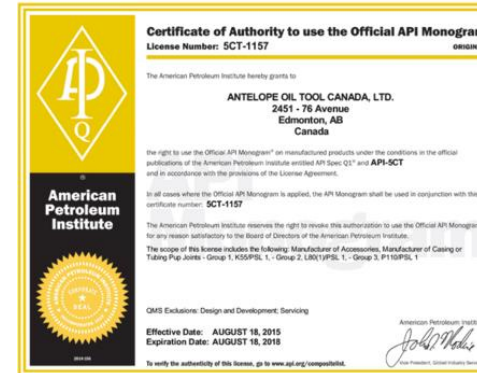 API
Q
®
American
Petroleum
Institute
CORPORATE
SEAL
2014-106
Certificate of Authority to use the Official API Monogram
License Number: 5CT-1157
ORIGIN
The American Petroleum Institute hereby grants to
ANTELOPE OIL TOOL CANADA, LTD.
2451 - 76 Avenue
Edmonton, AB
Canada
the right to use the Official API Monogram® on manufactured products under the conditions in the official
publications of the American Petroleum Institute entitled API Spec Q1® and API-5CT
and in accordance with the provisions of the License Agreement.
In all cases where the Official API Monogram is applied, the API Monogram shall be used in conjunction with the
certificate number: 5CT-1157
The American Petroleum Institute reserves the right to revoke this authorization to use the Official API Monogram
for any reason satisfactory to the Board of Directors of the American Petroleum Institute.
The scope of this license includes the following: Manufacturer of Accessories, Manufacturer of Casing or
Tubing Pup Joints - Group 1, K55/PSL 1, - Group 2, L80(1)/PSL 1, - Group 3, P110/PSL 1
QMS Exclusions: Design and Development; Servicing
American Petroleum Instit
Effective Date: AUGUST 18, 2015
Expiration Date: AUGUST 18, 2018
To verify the authenticity of this license, go to www.api.org/compositelist.
Vice President, Global Industry Serv